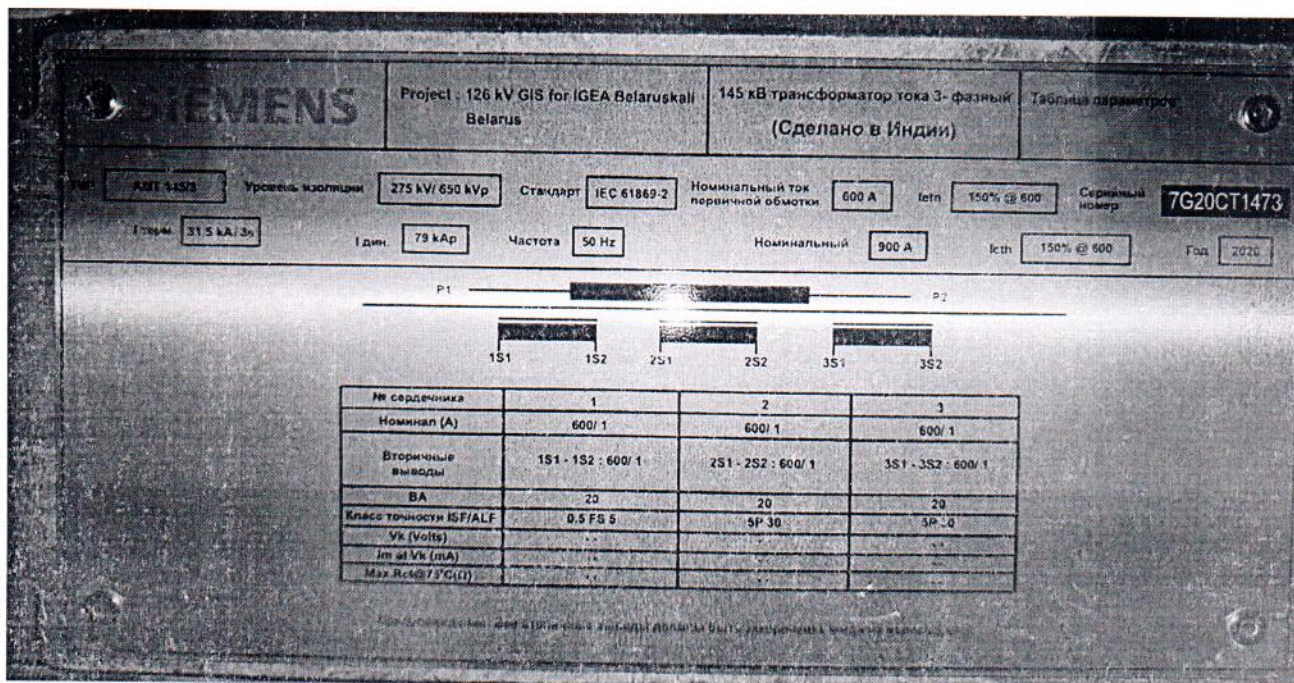 SIEMENS
Project : 126 kV GIS for IGEA Belaruskali
Belarus
145 кВ трансформатор тока 3- фазный
(Сделано в Индии)
Таблица параметров
Уровень изоляции 275 kV/ 650 kVp Стандарт IEC 61869-2 Номинальный ток первичной обмотки 600 A Ictn 150% @ 600 Серийный номер 7G20CT1473
I терм 31.5 kA/ 3s I дин. 79 kAp Частота 50 Hz Номинальный 900 A Icth 150% @ 600 Год 2020
P1 P2
1S1 1S2 2S1 2S2 3S1 3S2
№ сердечника 1 2 3
Номинал (А) 600/ 1 600/ 1 600/ 1
Вторичные выводы 1S1 - 1S2 : 600/ 1 2S1 - 2S2 : 600/ 1 3S1 - 3S2 : 600/ 1
ВА 20 20 20
Класс точности ISF/ALF 0.5 FS 5 5P 30
Vk (Volts) - - - - - -
Im at Vk (mA) - - - - - -
Max Rct@75°C(Ω) - - - - - -